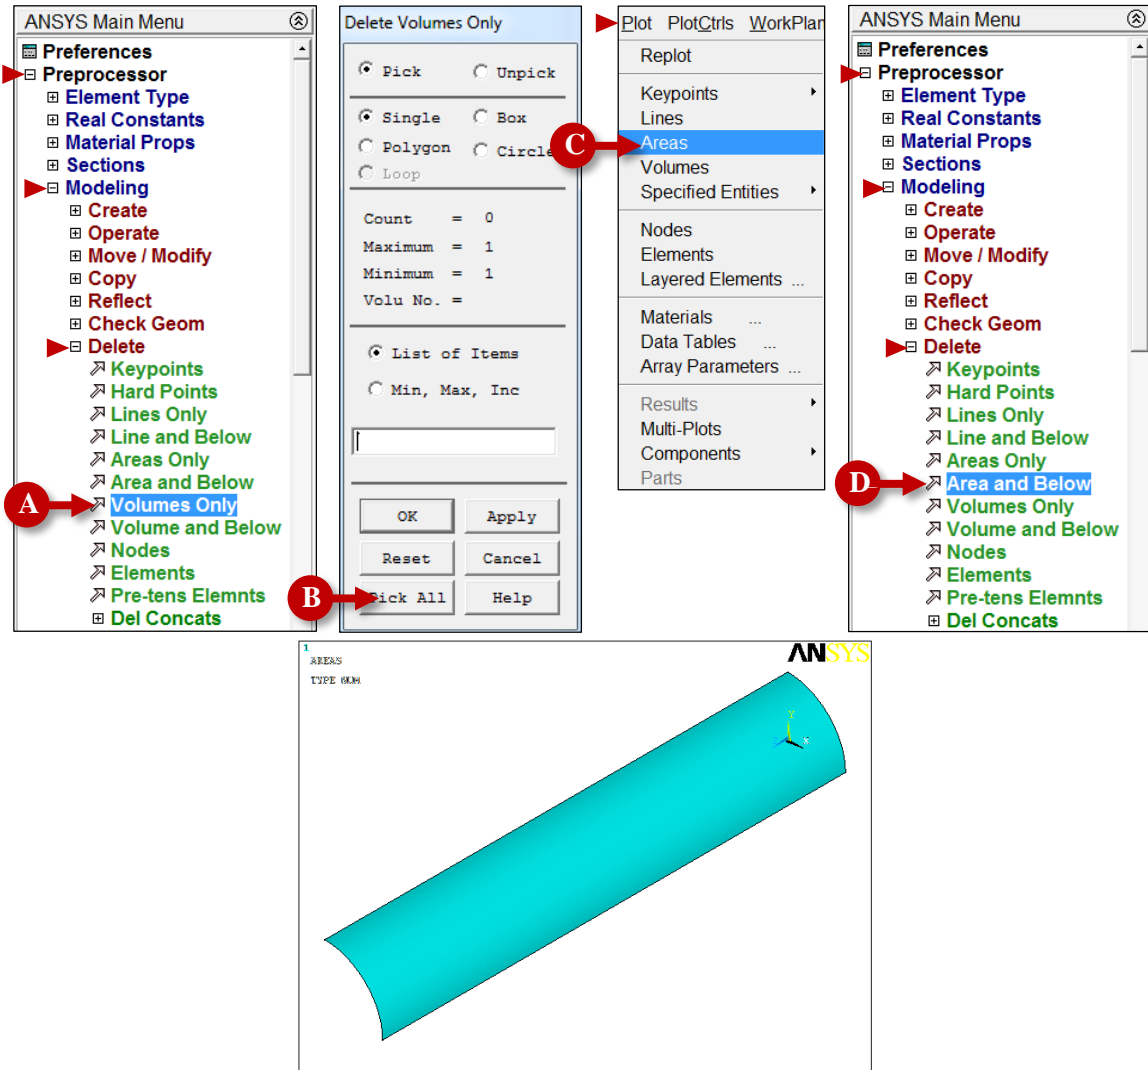 ANSYS Main Menu
Preferences
Preprocessor
Element Type
Real Constants
Material Props
Sections
Modeling
Create
Operate
Move / Modify
Copy
Reflect
Check Geom
Delete
Keypoints
Hard Points
Lines Only
Line and Below
Areas Only
Area and Below
A
Volumes Only
Volume and Below
Nodes
Elements
Pre-tens Elemnts
Del Concats
Delete Volumes Only
Pick Unpick
Single Box
Polygon Circle
Loop
Count = 0
Maximum = 1
Minimum = 1
Volu No. =
List of Items
Min, Max, Inc
OK Apply
Reset Cancel
B
Pick All Help
Plot PlotCtrls WorkPlan
Replot
Keypoints
Lines
C
Areas
Volumes
Specified Entities
Nodes
Elements
Layered Elements ...
Materials ...
Data Tables ...
Array Parameters ...
Results
Multi-Plots
Components
Parts
ANSYS Main Menu
Preferences
Preprocessor
Element Type
Real Constants
Material Props
Sections
Modeling
Create
Operate
Move / Modify
Copy
Reflect
Check Geom
Delete
Keypoints
Hard Points
Lines Only
Line and Below
Areas Only
D
Area and Below
Volumes Only
Volume and Below
Nodes
Elements
Pre-tens Elemnts
Del Concats
1
AREAS
TYPE NUM
ANSYS
Y
Z X